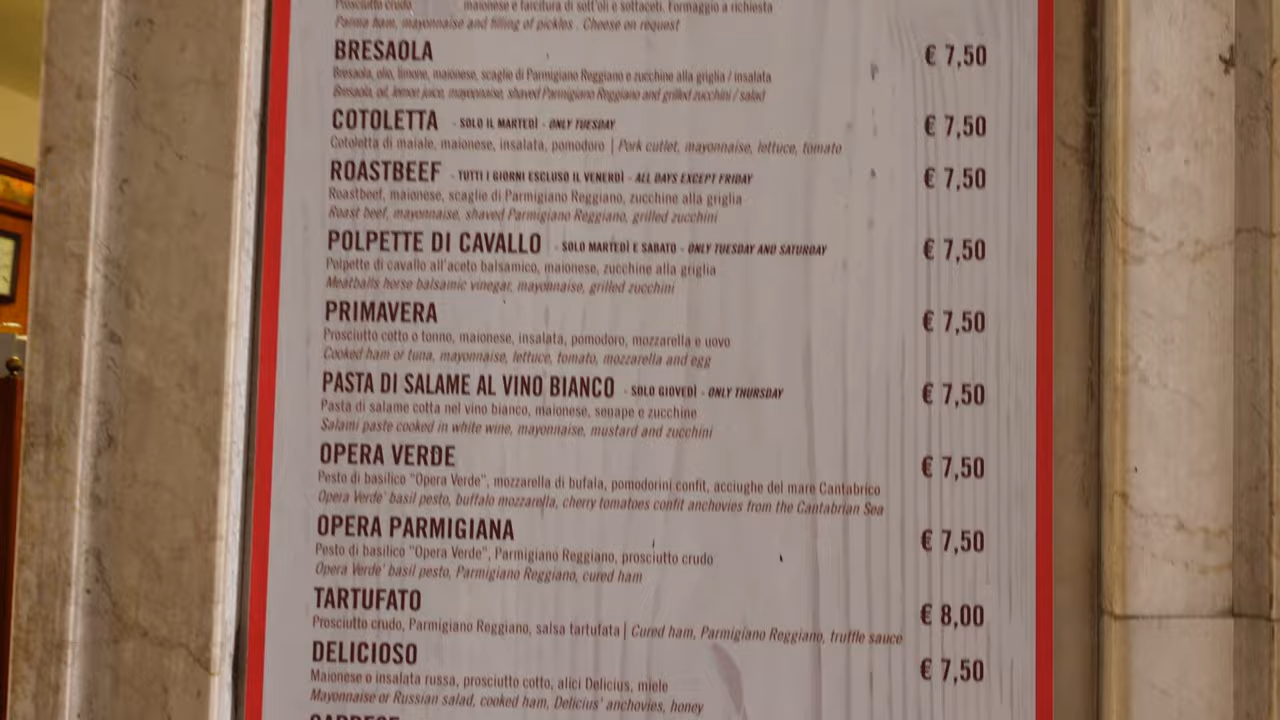 Prosciutto crudo maionese e farcitura di sott'oli e sottaceti. Formaggio a richiesta
Parma ham, mayonnaise and filling of pickles . Cheese on request
BRESAOLA € 7,50
Bresaola, olio, limone, maionese, scaglie di Parmigiano Reggiano e zucchine alla griglia / insalata
Bresaola, oil, lemon juice, mayonnaise, shaved Parmigiano Reggiano and grilled zucchini / salad
COTOLETTA - SOLO IL MARTEDÌ - ONLY TUESDAY € 7,50
Cotoletta di maiale, maionese, insalata, pomodoro | Pork cutlet, mayonnaise, lettuce, tomato
ROASTBEEF - TUTTI I GIORNI ESCLUSO IL VENERDÌ - ALL DAYS EXCEPT FRIDAY € 7,50
Roastbeef, maionese, scaglie di Parmigiano Reggiano, zucchine alla griglia
Roast beef, mayonnaise, shaved Parmigiano Reggiano, grilled zucchini
POLPETTE DI CAVALLO - SOLO MARTEDÌ E SABATO - ONLY TUESDAY AND SATURDAY € 7,50
Polpette di cavallo all'aceto balsamico, maionese, zucchine alla griglia
Meatballs horse balsamic vinegar, mayonnaise, grilled zucchini
PRIMAVERA € 7,50
Prosciutto cotto o tonno, maionese, insalata, pomodoro, mozzarella e uovo
Cooked ham or tuna, mayonnaise, lettuce, tomato, mozzarella and egg
PASTA DI SALAME AL VINO BIANCO - SOLO GIOVEDÌ - ONLY THURSDAY € 7,50
Pasta di salame cotta nel vino bianco, maionese, senape e zucchine
Salami paste cooked in white wine, mayonnaise, mustard and zucchini
OPERA VERDE € 7,50
Pesto di basilico "Opera Verde", mozzarella di bufala, pomodorini confit, acciughe del mare Cantabrico
Opera Verde' basil pesto, buffalo mozzarella, cherry tomatoes confit anchovies from the Cantabrian Sea
OPERA PARMIGIANA € 7,50
Pesto di basilico "Opera Verde", Parmigiano Reggiano, prosciutto crudo
Opera Verde' basil pesto, Parmigiano Reggiano, cured ham
TARTUFATO € 8,00
Prosciutto crudo, Parmigiano Reggiano, salsa tartufata | Cured ham, Parmigiano Reggiano, truffle sauce
DELICIOSO € 7,50
Maionese o insalata russa, prosciutto cotto, alici Delicius, miele
Mayonnaise or Russian salad, cooked ham, Delicius' anchovies, honey